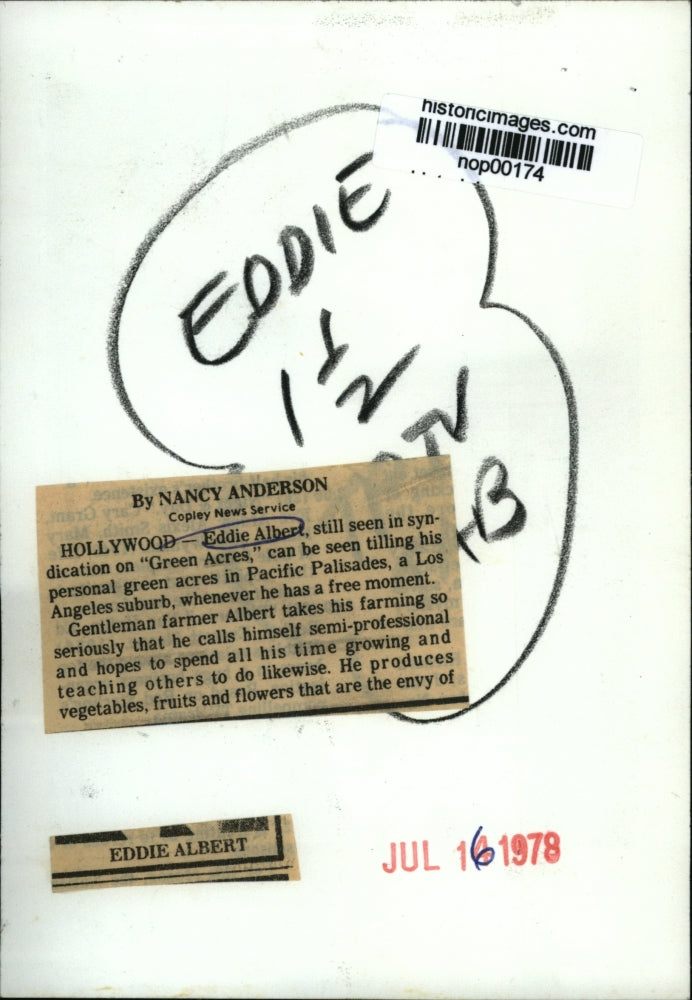 historicimages.com
nop00174
EDDIE
1 1/2
By NANCY ANDERSON
Copley News Service
HOLLYWOOD — Eddie Albert, still seen in syn-
dication on “Green Acres,” can be seen tilling his
personal green acres in Pacific Palisades, a Los
Angeles suburb, whenever he has a free moment.
Gentleman farmer Albert takes his farming so
seriously that he calls himself semi-professional
and hopes to spend all his time growing and
teaching others to do likewise. He produces
vegetables, fruits and flowers that are the envy of
EDDIE ALBERT
JUL 16 1978